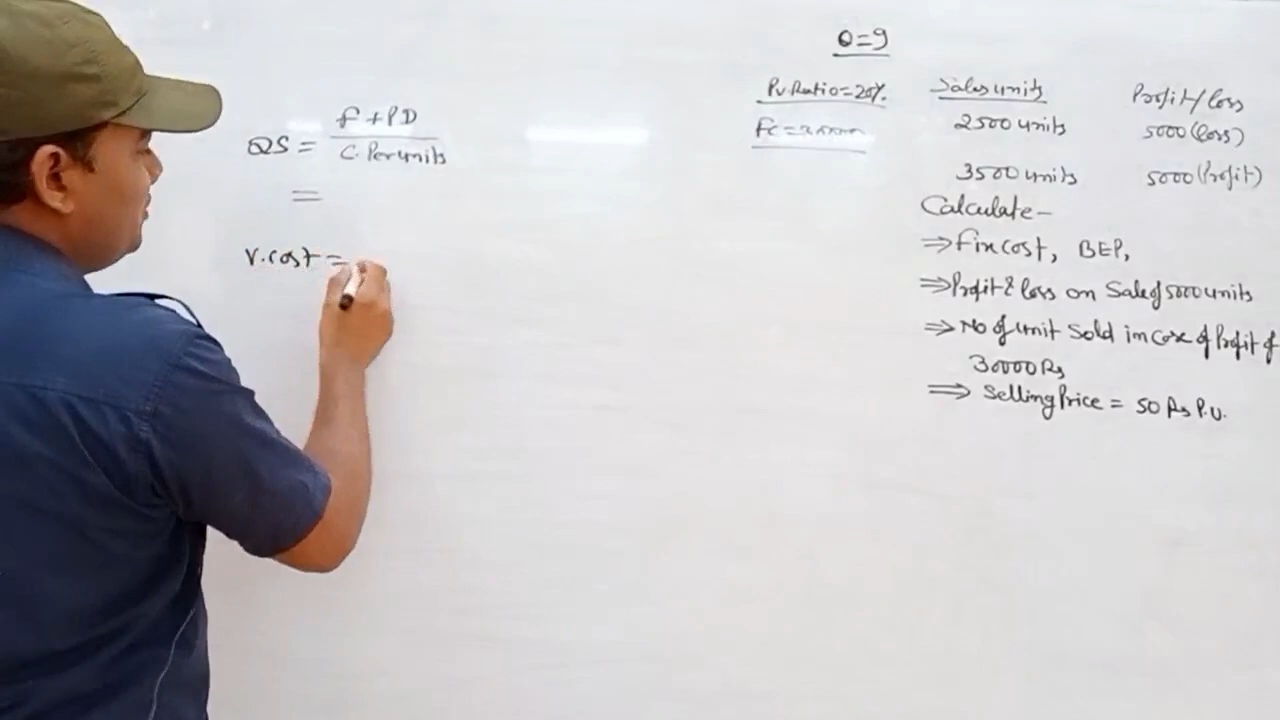 Q=9
Pv. Ratio = 20%.
Sales units
Profit/loss
2500 units
5000 (loss)
3500 units
5000 (Profit)
Calculate-
⇒ fix cost, BEP,
⇒ Profit & loss on Sale of 5000 units
⇒ No of unit Sold in Case of Profit of
30000 Rs
⇒ Selling Price = 50 Rs P.U.
QS = f + PD
C. Per units
=
V. Cost =
Fc =